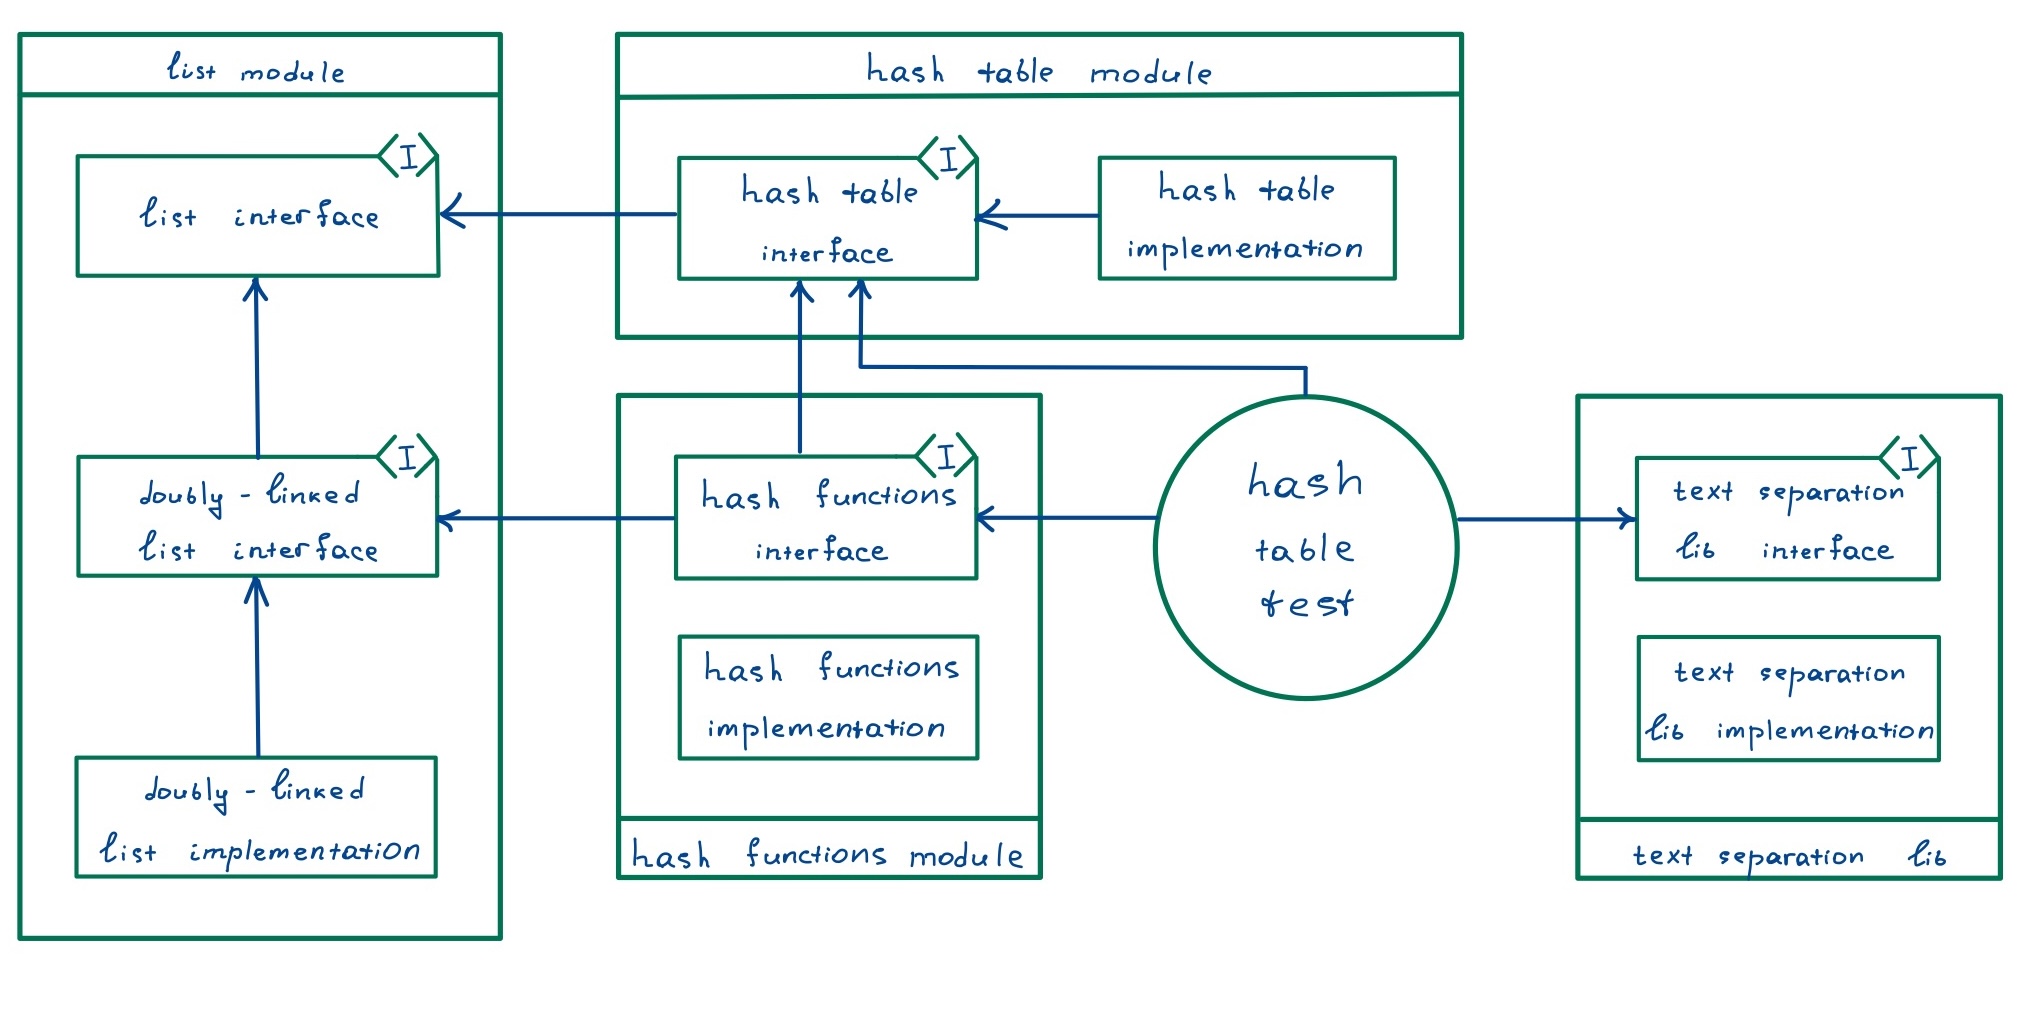 list module
I
list interface
I
doubly-linked
list interface
doubly-linked
list implementation
hash table module
I
hash table
interface
hash table
implementation
I
hash functions
interface
hash functions
implementation
hash functions module
hash
table
test
I
text separation
lib interface
text separation
lib implementation
text separation lib